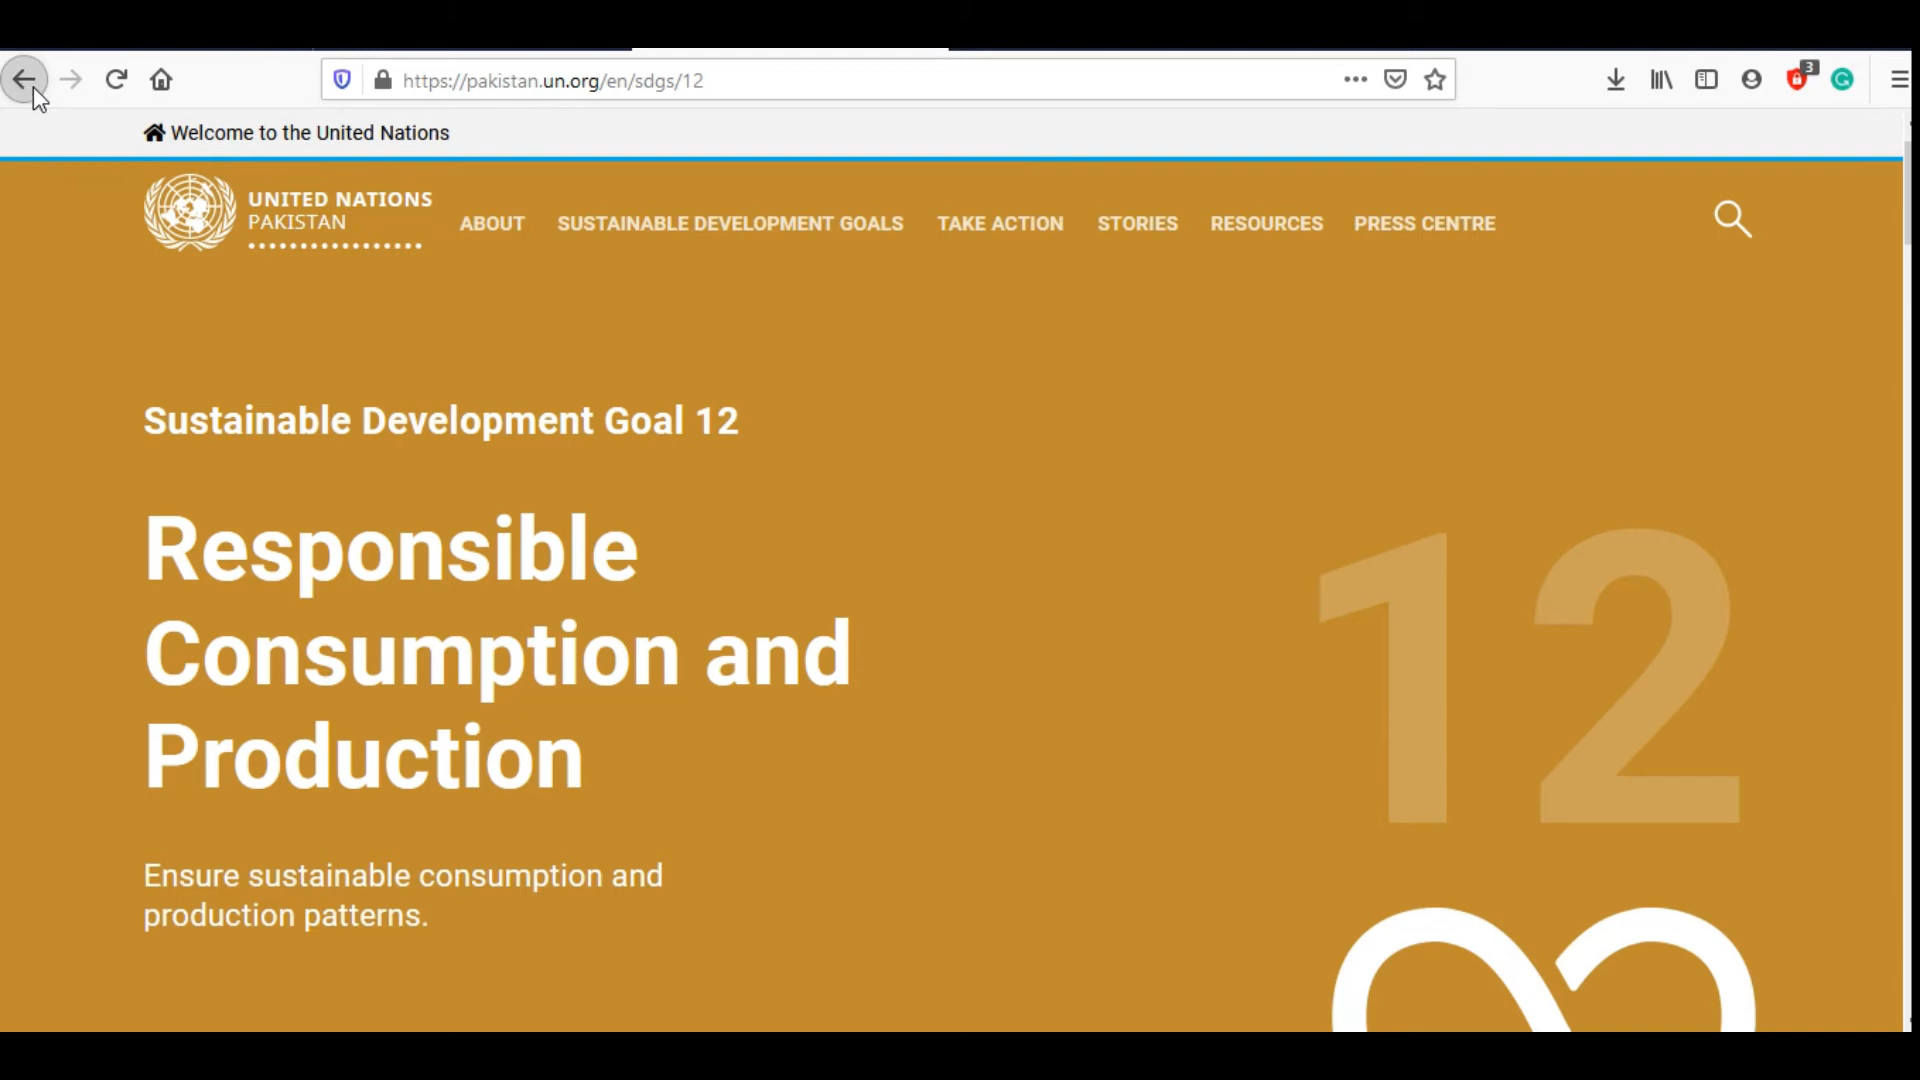 https://pakistan.un.org/en/sdgs/12
3
Welcome to the United Nations
UNITED NATIONS
PAKISTAN
ABOUT SUSTAINABLE DEVELOPMENT GOALS TAKE ACTION STORIES RESOURCES PRESS CENTRE
Sustainable Development Goal 12
Responsible
Consumption and
Production
12
Ensure sustainable consumption and
production patterns.